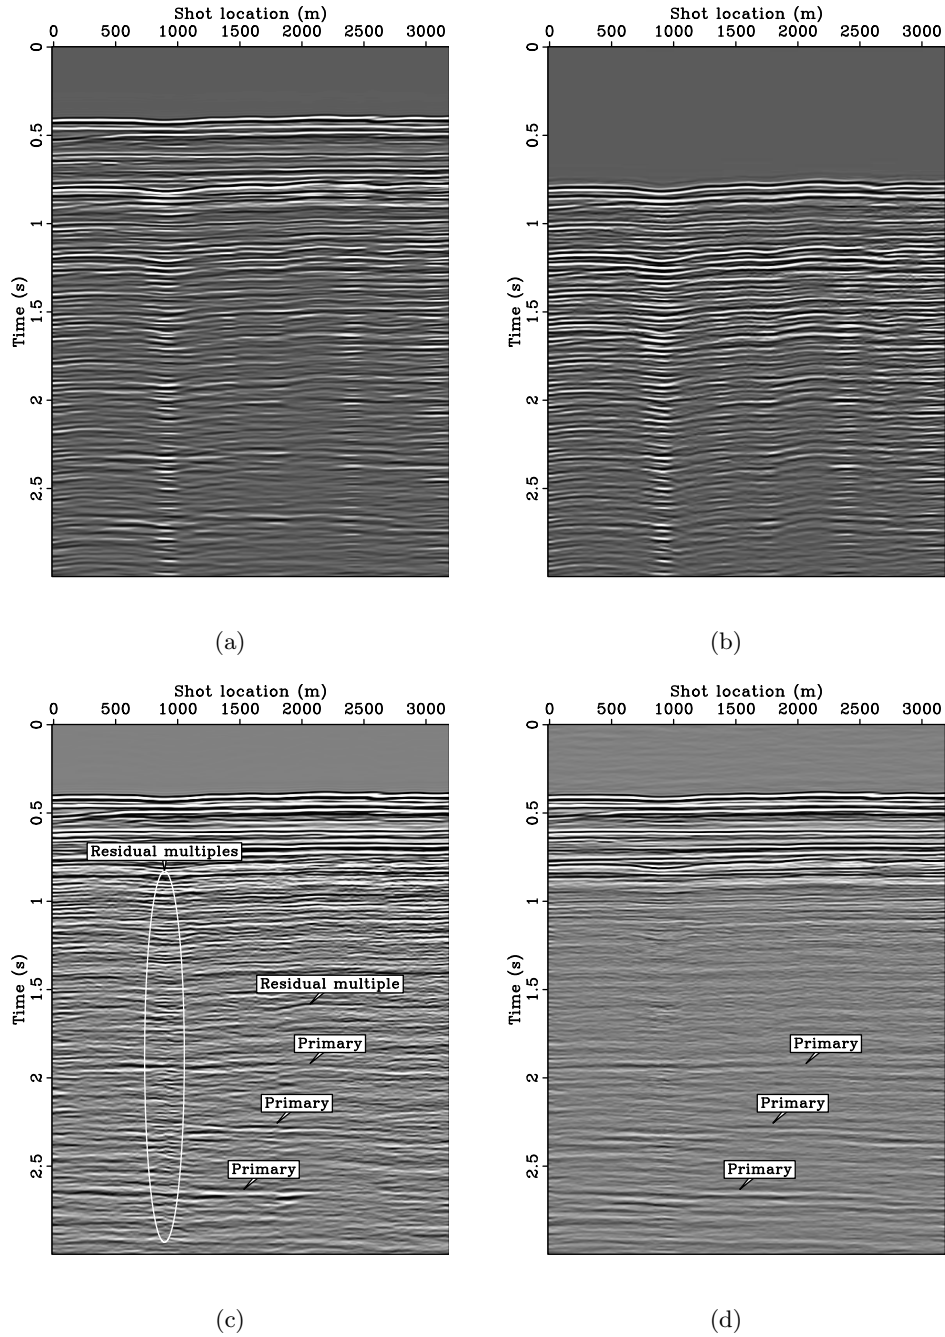 Shot location (m)
0 500 1000 1500 2000 2500 3000
0
0.5
1
1.5
2
2.5
Time (s)
(a)
Shot location (m)
0 500 1000 1500 2000 2500 3000
0
0.5
1
1.5
2
2.5
Time (s)
(b)
Shot location (m)
0 500 1000 1500 2000 2500 3000
0
0.5
1
1.5
2
2.5
Time (s)
Residual multiples
Residual multiple
Primary
Primary
Primary
(c)
Shot location (m)
0 500 1000 1500 2000 2500 3000
0
0.5
1
1.5
2
2.5
Time (s)
Primary
Primary
Primary
(d)